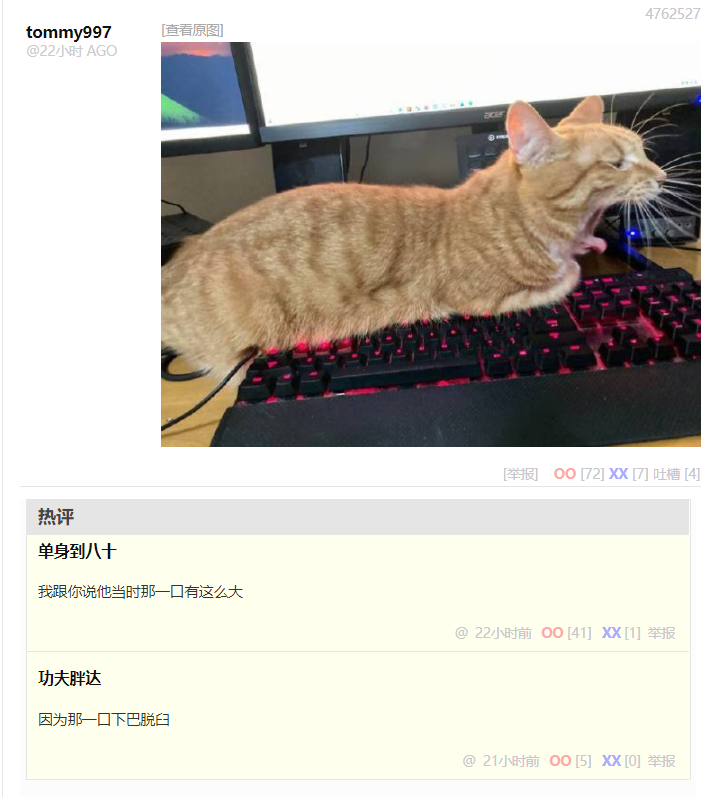 4762527
tommy997
[查看原图]
@22小时 AGO
acer
[举报] OO [72] XX [7] 吐槽 [4]
热评
单身到八十
我跟你说他当时那一口有这么大
@ 22小时前 OO [41] XX [1] 举报
功夫胖达
因为那一口下巴脱臼
@ 21小时前 OO [5] XX [0] 举报